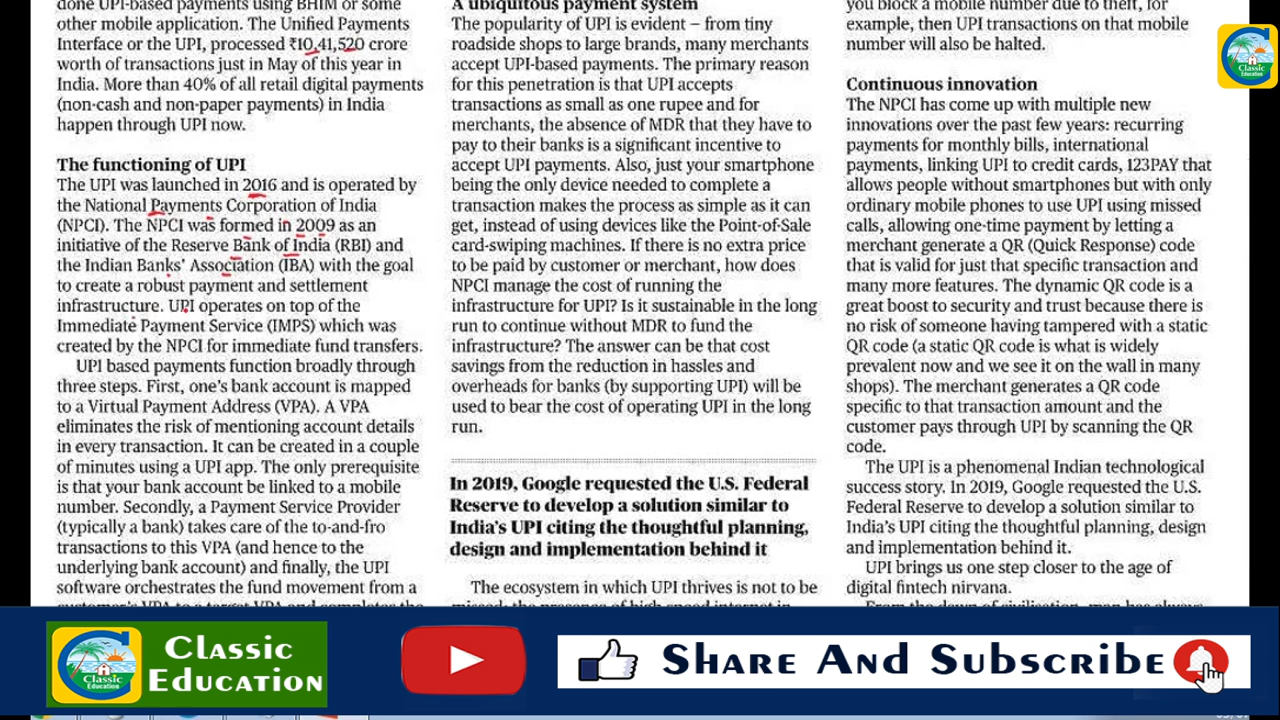 done UPI-based payments using BHIM or some
other mobile application. The Unified Payments
Interface or the UPI, processed ₹10,41,520 crore
worth of transactions just in May of this year in
India. More than 40% of all retail digital payments
(non-cash and non-paper payments) in India
happen through UPI now.
The functioning of UPI
The UPI was launched in 2016 and is operated by
the National Payments Corporation of India
(NPCI). The NPCI was formed in 2009 as an
initiative of the Reserve Bank of India (RBI) and
the Indian Banks' Association (IBA) with the goal
to create a robust payment and settlement
infrastructure. UPI operates on top of the
Immediate Payment Service (IMPS) which was
created by the NPCI for immediate fund transfers.
UPI based payments function broadly through
three steps. First, one's bank account is mapped
to a Virtual Payment Address (VPA). A VPA
eliminates the risk of mentioning account details
in every transaction. It can be created in a couple
of minutes using a UPI app. The only prerequisite
is that your bank account be linked to a mobile
number. Secondly, a Payment Service Provider
(typically a bank) takes care of the to-and-fro
transactions to this VPA (and hence to the
underlying bank account) and finally, the UPI
software orchestrates the fund movement from a
A ubiquitous payment system
The popularity of UPI is evident – from tiny
roadside shops to large brands, many merchants
accept UPI-based payments. The primary reason
for this penetration is that UPI accepts
transactions as small as one rupee and for
merchants, the absence of MDR that they have to
pay to their banks is a significant incentive to
accept UPI payments. Also, just your smartphone
being the only device needed to complete a
transaction makes the process as simple as it can
get, instead of using devices like the Point-of-Sale
card-swiping machines. If there is no extra price
to be paid by customer or merchant, how does
NPCI manage the cost of running the
infrastructure for UPI? Is it sustainable in the long
run to continue without MDR to fund the
infrastructure? The answer can be that cost
savings from the reduction in hassles and
overheads for banks (by supporting UPI) will be
used to bear the cost of operating UPI in the long
run.
In 2019, Google requested the U.S. Federal
Reserve to develop a solution similar to
India's UPI citing the thoughtful planning,
design and implementation behind it
The ecosystem in which UPI thrives is not to be
you block a mobile number due to theft, for
example, then UPI transactions on that mobile
number will also be halted.
Continuous innovation
The NPCI has come up with multiple new
innovations over the past few years: recurring
payments for monthly bills, international
payments, linking UPI to credit cards, 123PAY that
allows people without smartphones but with only
ordinary mobile phones to use UPI using missed
calls, allowing one-time payment by letting a
merchant generate a QR (Quick Response) code
that is valid for just that specific transaction and
many more features. The dynamic QR code is a
great boost to security and trust because there is
no risk of someone having tampered with a static
QR code (a static QR code is what is widely
prevalent now and we see it on the wall in many
shops). The merchant generates a QR code
specific to that transaction amount and the
customer pays through UPI by scanning the QR
code.
The UPI is a phenomenal Indian technological
success story. In 2019, Google requested the U.S.
Federal Reserve to develop a solution similar to
India's UPI citing the thoughtful planning, design
and implementation behind it.
UPI brings us one step closer to the age of
digital fintech nirvana.
Classic
Education
Classic
Education
Classic
Education
Share And Subscribe